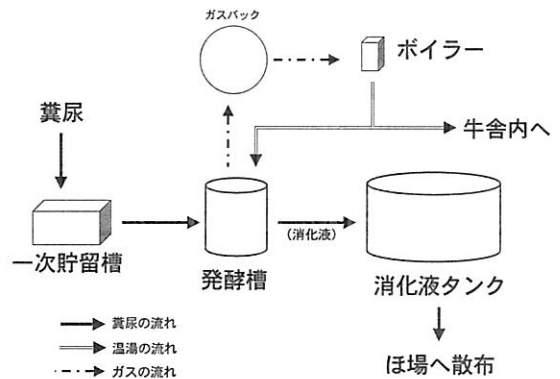 ガスバック
ボイラー
糞尿
牛舎内へ
一次貯留槽
発酵槽
(消化液)
消化液タンク
糞尿の流れ
温湯の流れ
ガスの流れ
ほ場へ散布